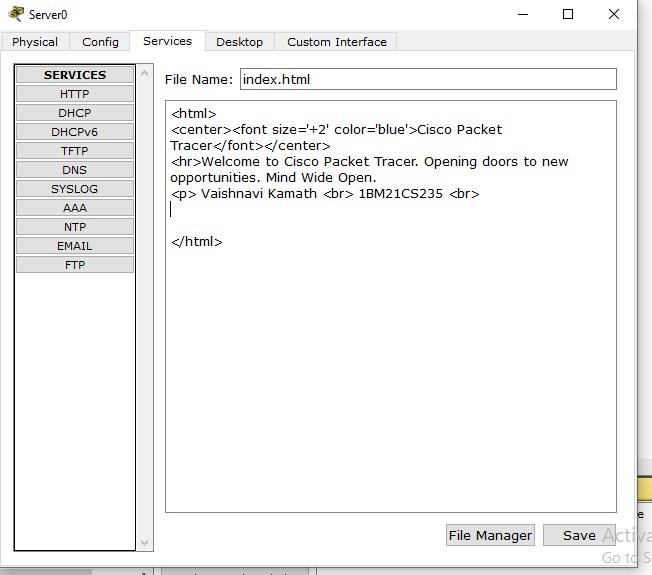 Server0
Physical Config Services Desktop Custom Interface
SERVICES
HTTP
DHCP
DHCPv6
TFTP
DNS
SYSLOG
AAA
NTP
EMAIL
FTP
File Name: index.html
<html>
<center><font size='+2' color='blue'>Cisco Packet
Tracer</font></center>
<hr>Welcome to Cisco Packet Tracer. Opening doors to new
opportunities. Mind Wide Open.
<p> Vaishnavi Kamath <br> 1BM21CS235 <br>
</html>
File Manager Save